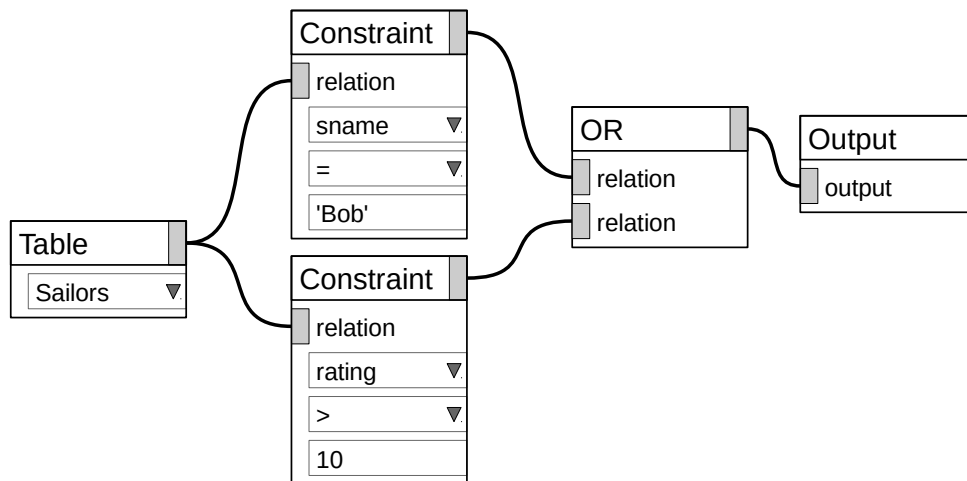 Table
Sailors
Constraint
relation
sname
=
'Bob'
Constraint
relation
rating
>
10
OR
relation
relation
Output
output